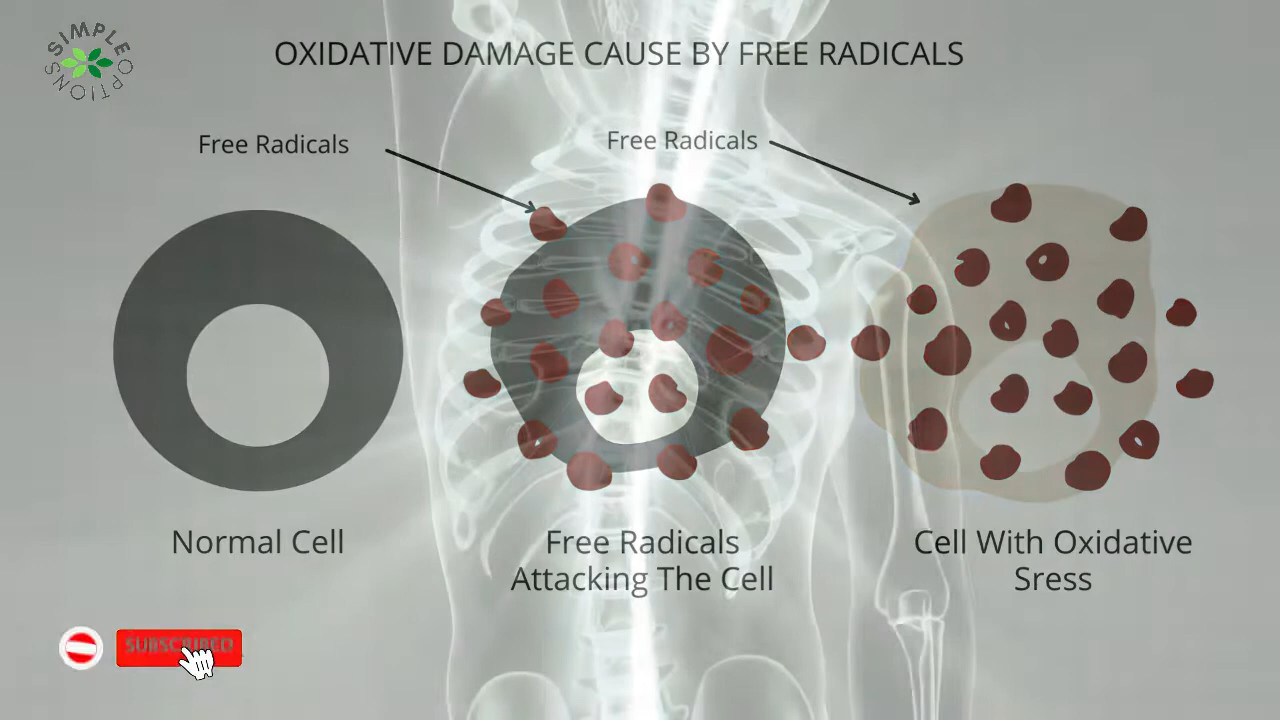 SIMPLE OPTIONS
OXIDATIVE DAMAGE CAUSE BY FREE RADICALS
Free Radicals
Free Radicals
Normal Cell
Free Radicals
Attacking The Cell
Cell With Oxidative
Sress
SUBSCRIBED